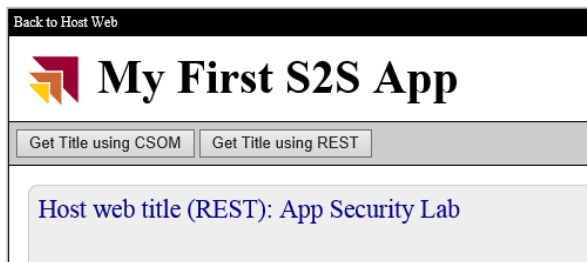 Back to Host Web
My First S2S App
Get Title using CSOM Get Title using REST
Host web title (REST): App Security Lab